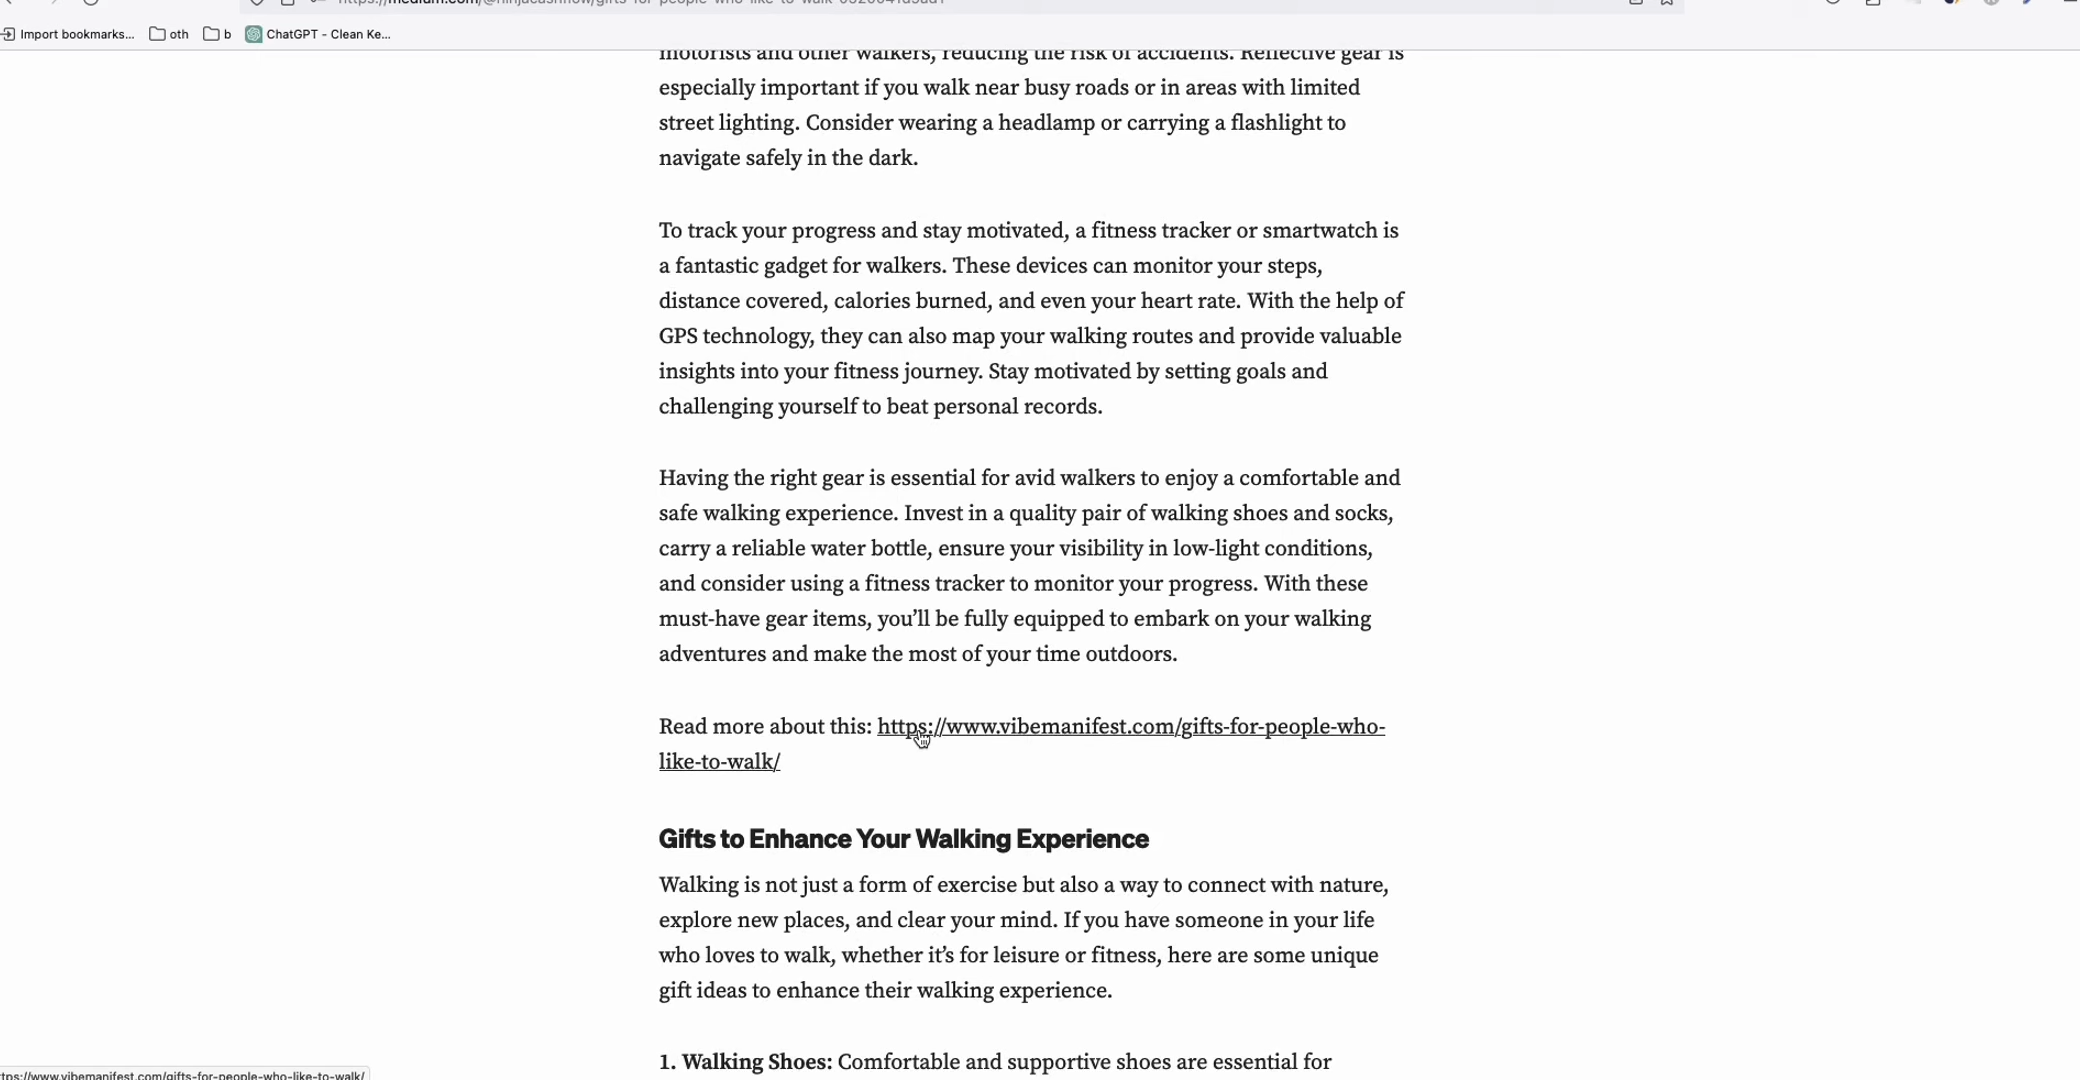 https://medium.com/@ninjacashflow/gifts-for-people-who-like-to-walk-
Import bookmarks...
oth
b
ChatGPT - Clean Ke...
motorists and other walkers, reducing the risk of accidents. Reflective gear is
especially important if you walk near busy roads or in areas with limited
street lighting. Consider wearing a headlamp or carrying a flashlight to
navigate safely in the dark.
To track your progress and stay motivated, a fitness tracker or smartwatch is
a fantastic gadget for walkers. These devices can monitor your steps,
distance covered, calories burned, and even your heart rate. With the help of
GPS technology, they can also map your walking routes and provide valuable
insights into your fitness journey. Stay motivated by setting goals and
challenging yourself to beat personal records.
Having the right gear is essential for avid walkers to enjoy a comfortable and
safe walking experience. Invest in a quality pair of walking shoes and socks,
carry a reliable water bottle, ensure your visibility in low-light conditions,
and consider using a fitness tracker to monitor your progress. With these
must-have gear items, you’ll be fully equipped to embark on your walking
adventures and make the most of your time outdoors.
Read more about this: https://www.vibemanifest.com/gifts-for-people-who-
like-to-walk/
Gifts to Enhance Your Walking Experience
Walking is not just a form of exercise but also a way to connect with nature,
explore new places, and clear your mind. If you have someone in your life
who loves to walk, whether it’s for leisure or fitness, here are some unique
gift ideas to enhance their walking experience.
1. Walking Shoes: Comfortable and supportive shoes are essential for
ttps://www.vibemanifest.com/gifts-for-people-who-like-to-walk/